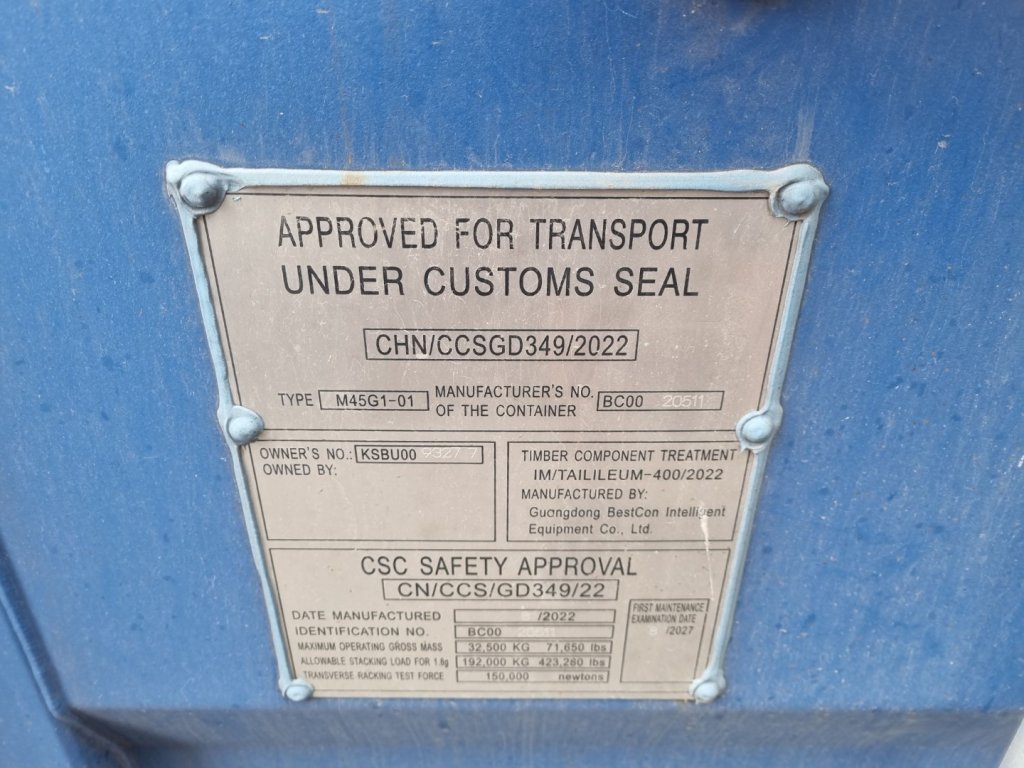 APPROVED FOR TRANSPORT
UNDER CUSTOMS SEAL
CHN/CCSGD349/2022
TYPE M45G1-01 MANUFACTURER'S NO. OF THE CONTAINER BC00 20511
OWNER'S NO.: KSBU00 9327 7
OWNED BY:
TIMBER COMPONENT TREATMENT
IM/TAILILEUM-400/2022
MANUFACTURED BY:
Guangdong BestCon Intelligent
Equipment Co., Ltd.
CSC SAFETY APPROVAL
CN/CCS/GD349/22
DATE MANUFACTURED /2022
IDENTIFICATION NO. BC00
MAXIMUM OPERATING GROSS MASS 32,500 KG 71,650 lbs
ALLOWABLE STACKING LOAD FOR 1.8g 192,000 KG 423,280 lbs
TRANSVERSE RACKING TEST FORCE 150,000 newtons
FIRST MAINTENANCE
EXAMINATION DATE
8 /2027